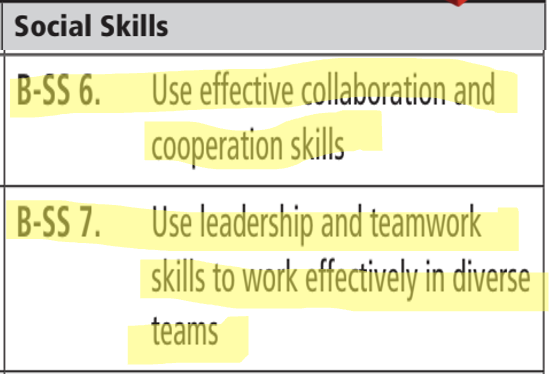 Social Skills
B-SS 6. Use effective collaboration and
cooperation skills
B-SS 7. Use leadership and teamwork
skills to work effectively in diverse
teams